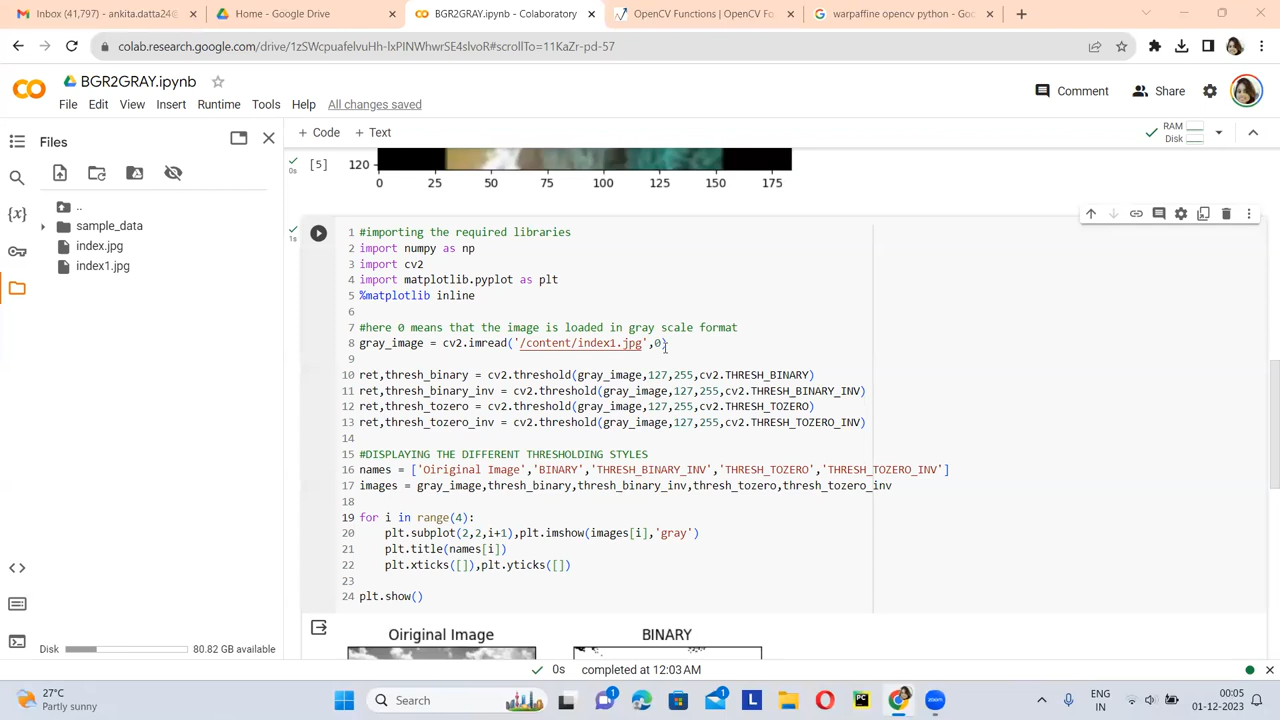 Inbox (41,797) - ankita.datta24@
Home - Google Drive
BGR2GRAY.ipynb - Colaboratory
OpenCV Functions | OpenCV Fo
warpaffine opencv python - Goo
colab.research.google.com/drive/1zSWcpuafelvuHh-lxPINWhwrSE4slvoR#scrollTo=11KaZr-pd-57
BGR2GRAY.ipynb
File Edit View Insert Runtime Tools Help All changes saved
Comment Share
Files
+ Code + Text
RAM
Disk
[5]
120
0 25 50 75 100 125 150 175
..
sample_data
index.jpg
index1.jpg
0s
1s
1 #importing the required libraries
2 import numpy as np
3 import cv2
4 import matplotlib.pyplot as plt
5 %matplotlib inline
6
7 #here 0 means that the image is loaded in gray scale format
8 gray_image = cv2.imread('/content/index1.jpg',0)
9
10 ret,thresh_binary = cv2.threshold(gray_image,127,255,cv2.THRESH_BINARY)
11 ret,thresh_binary_inv = cv2.threshold(gray_image,127,255,cv2.THRESH_BINARY_INV)
12 ret,thresh_tozero = cv2.threshold(gray_image,127,255,cv2.THRESH_TOZERO)
13 ret,thresh_tozero_inv = cv2.threshold(gray_image,127,255,cv2.THRESH_TOZERO_INV)
14
15 #DISPLAYING THE DIFFERENT THRESHOLDING STYLES
16 names = ['Oiriginal Image','BINARY','THRESH_BINARY_INV','THRESH_TOZERO','THRESH_TOZERO_INV']
17 images = gray_image,thresh_binary,thresh_binary_inv,thresh_tozero,thresh_tozero_inv
18
19 for i in range(4):
20 plt.subplot(2,2,i+1),plt.imshow(images[i],'gray')
21 plt.title(names[i])
22 plt.xticks([]),plt.yticks([])
23
24 plt.show()
Oiriginal Image BINARY
Disk 80.82 GB available
0s completed at 12:03 AM
27°C
Partly sunny
Search
ENG
IN
00:05
01-12-2023